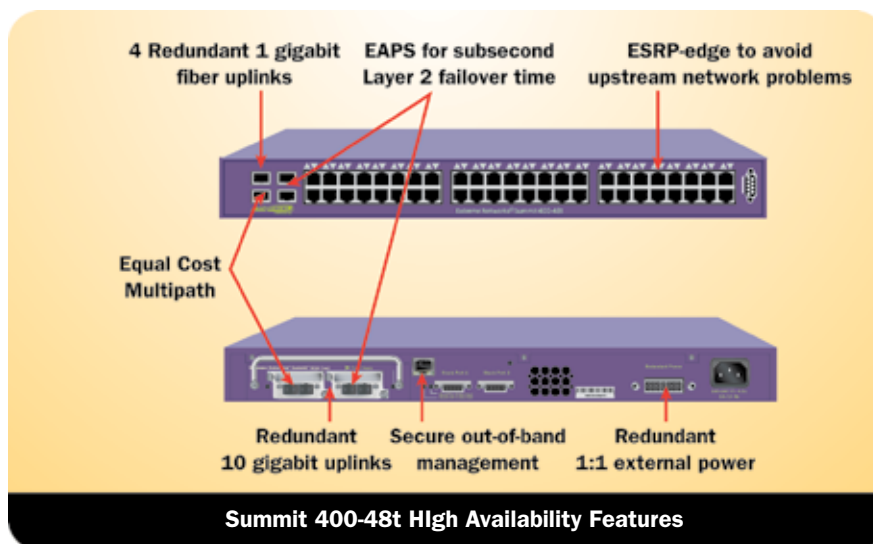 4 Redundant 1 gigabit
fiber uplinks
EAPS for subsecond
Layer 2 failover time
ESRP-edge to avoid
upstream network problems
Equal Cost
Multipath
Redundant
10 gigabit uplinks
Secure out-of-band
management
Redundant
1:1 external power
Summit 400-48t HIgh Availability Features